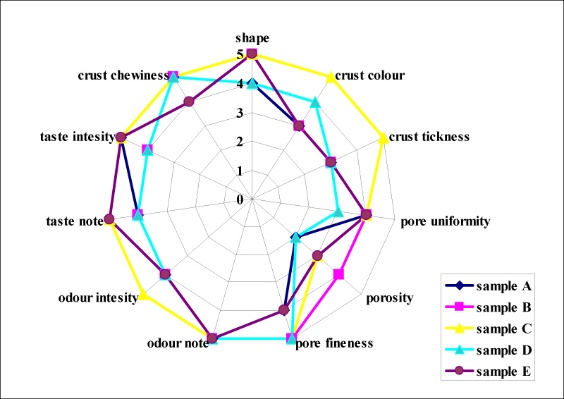 shape
5
crust chewiness
crust colour
4
3
taste intesity
crust tickness
2
1
0
taste note
pore uniformity
odour intesity
porosity
odour note
pore fineness
sample A
sample B
sample C
sample D
sample E